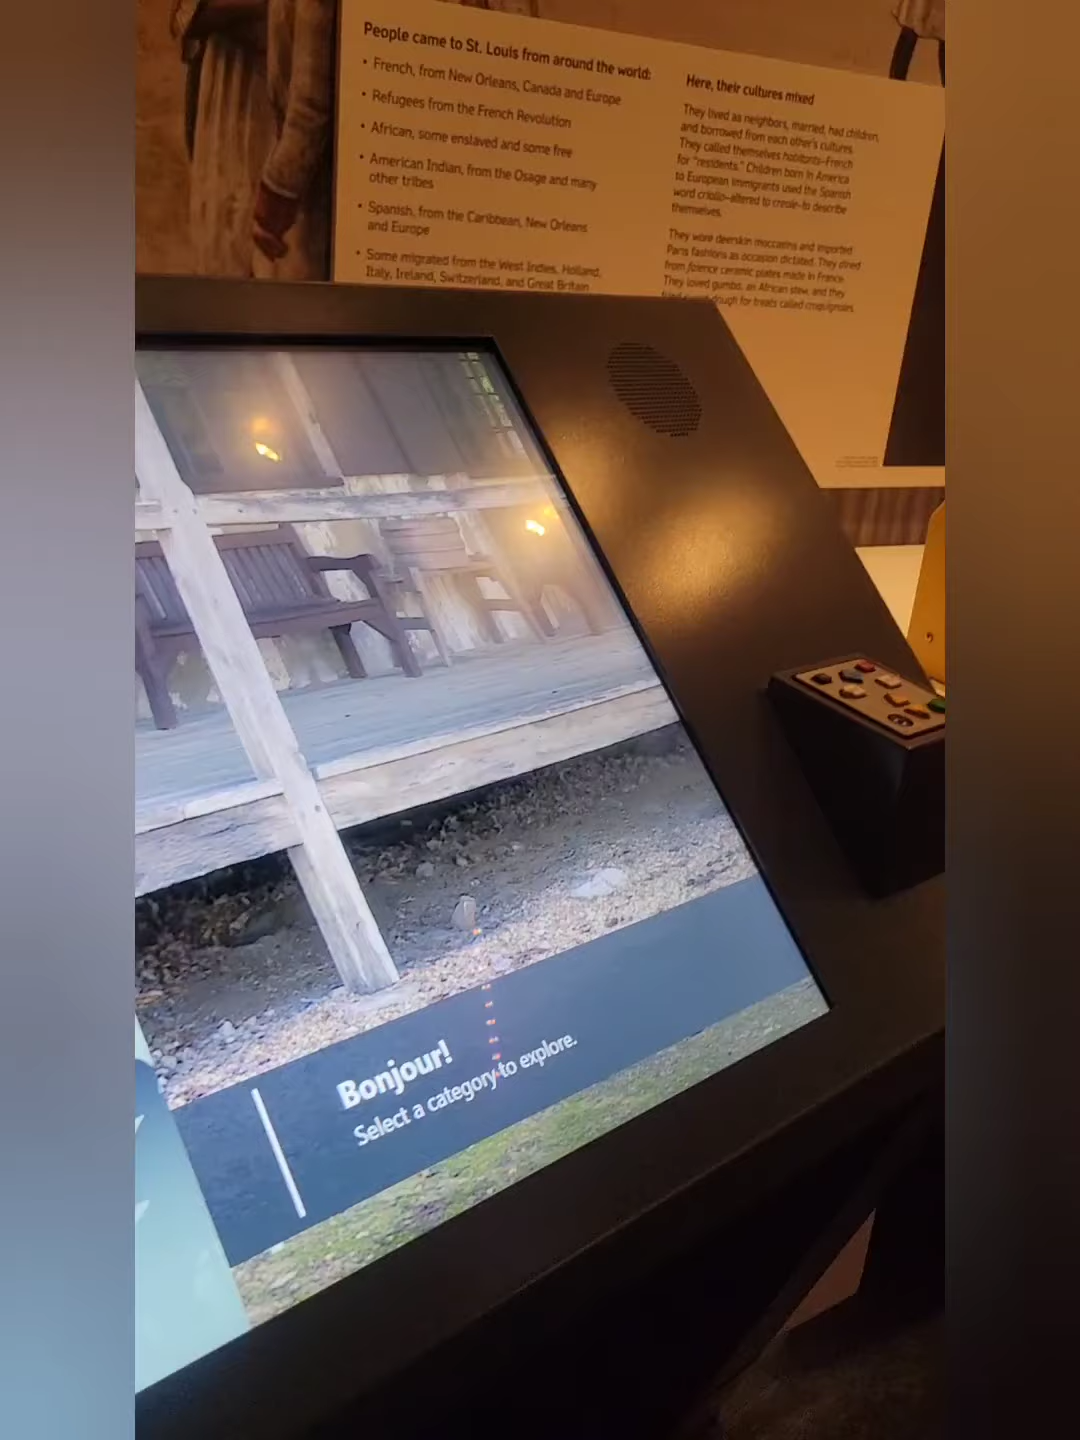 People came to St. Louis from around the world:
• French, from New Orleans, Canada and Europe
• Refugees from the French Revolution
• African, some enslaved and some free
• American Indian, from the Osage and many
other tribes
• Spanish, from the Caribbean, New Orleans
and Europe
• Some migrated from the West Indies, Holland,
Italy, Ireland, Switzerland, and Great Britain
Here, their cultures mixed
They lived as neighbors, married, had children,
and borrowed from each other's cultures.
They called themselves habitants–French
for "residents." Children born in America
to European immigrants used the Spanish
word criollo–altered to creole–to describe
themselves.
They wore deerskin moccasins and imported
Paris fashions as occasion dictated. They dined
from faience ceramic plates made in France.
They loved gumbo, an African stew, and they
dough for treats called croquignoles.
Bonjour!
Select a category to explore.